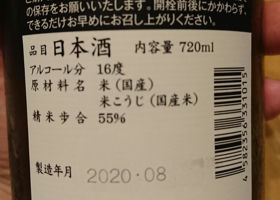 の保存をお願いいたします。開栓前後にかかわらず、
できるだけお早めにお召し上がりください。
品目 日本酒 内容量 720ml
アルコール分 16度
原材料名 米(国産)
米こうじ(国産米)
精米歩合 55%
製造年月 2020・08
4582356331015